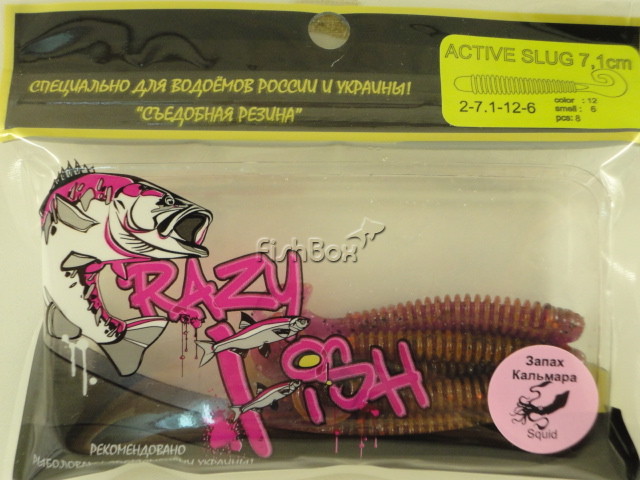 СПЕЦИАЛЬНО ДЛЯ ВОДОЁМОВ РОССИИ И УКРАИНЫ!
"СЪЕДОБНАЯ РЕЗИНА"
ACTIVE SLUG 7,1cm
2-7.1-12-6
color : 12
smell : 6
pcs: 8
FishBox
CRAZY
FISH
Запах
Кальмара
Squid
РЕКОМЕНДОВАНО
УКРАИНЫ!